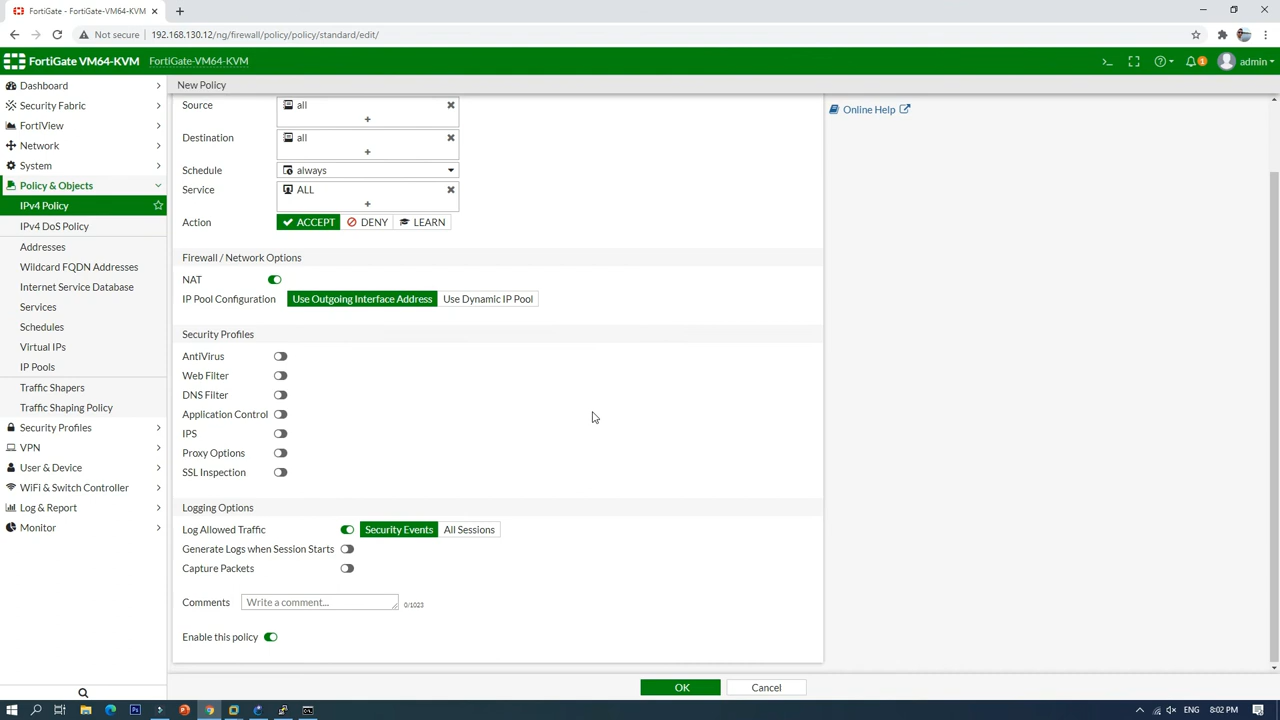 FortiGate - FortiGate-VM64-KVM
Not secure 192.168.130.12/ng/firewall/policy/policy/standard/edit/
FortiGate VM64-KVM FortiGate-VM64-KVM
1 admin
Dashboard
Security Fabric
FortiView
Network
System
Policy & Objects
IPv4 Policy
IPv4 DoS Policy
Addresses
Wildcard FQDN Addresses
Internet Service Database
Services
Schedules
Virtual IPs
IP Pools
Traffic Shapers
Traffic Shaping Policy
Security Profiles
VPN
User & Device
WiFi & Switch Controller
Log & Report
Monitor
New Policy
Source all
+
Destination all
+
Schedule always
Service ALL
+
Action ACCEPT DENY LEARN
Firewall / Network Options
NAT
IP Pool Configuration Use Outgoing Interface Address Use Dynamic IP Pool
Security Profiles
AntiVirus
Web Filter
DNS Filter
Application Control
IPS
Proxy Options
SSL Inspection
Logging Options
Log Allowed Traffic Security Events All Sessions
Generate Logs when Session Starts
Capture Packets
Comments Write a comment... 0/1023
Enable this policy
OK Cancel
Online Help
ENG 8:02 PM